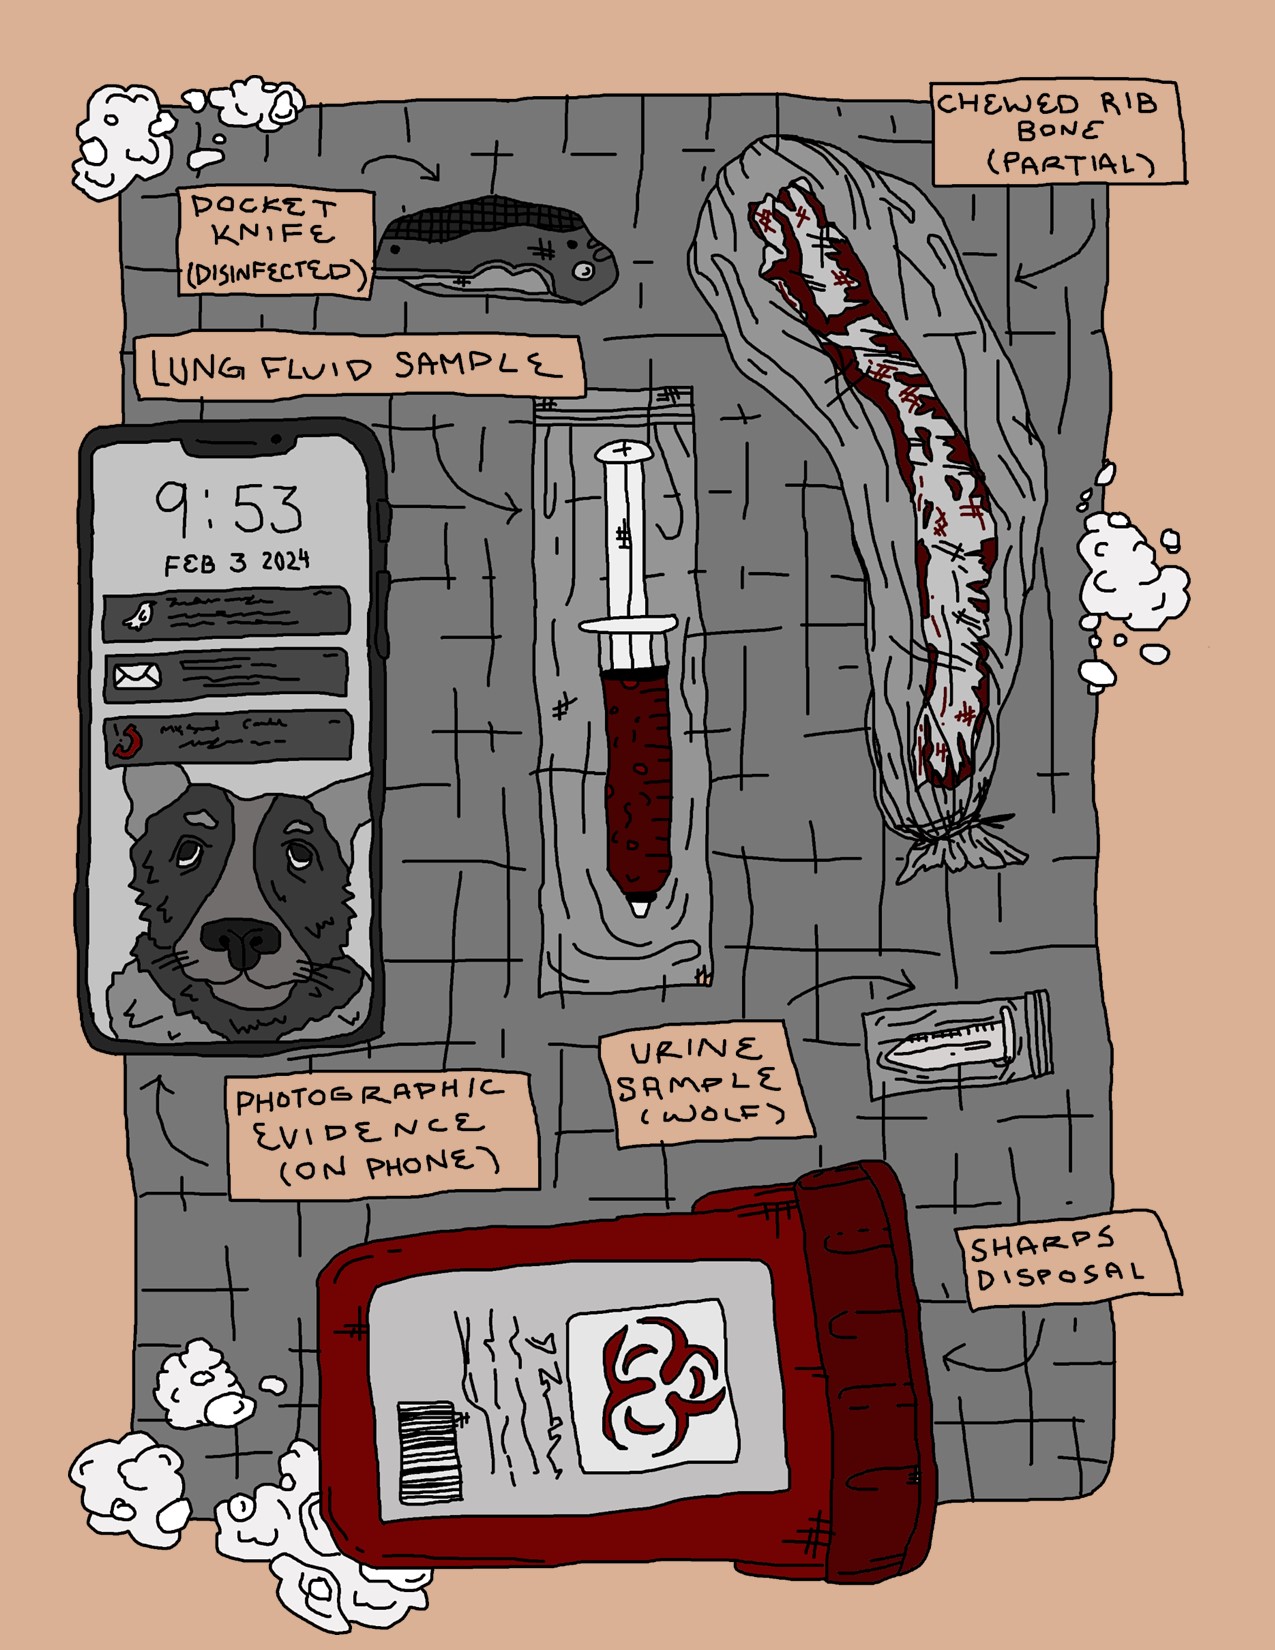 CHEWED RIB
BONE
(PARTIAL)
POCKET
KNIFE
(DISINFECTED)
LUNG FLUID SAMPLE
9:53
FEB 3 2024
PHOTOGRAPHIC
EVIDENCE
(ON PHONE)
URINE
SAMPLE
(WOLF)
SHARPS
DISPOSAL